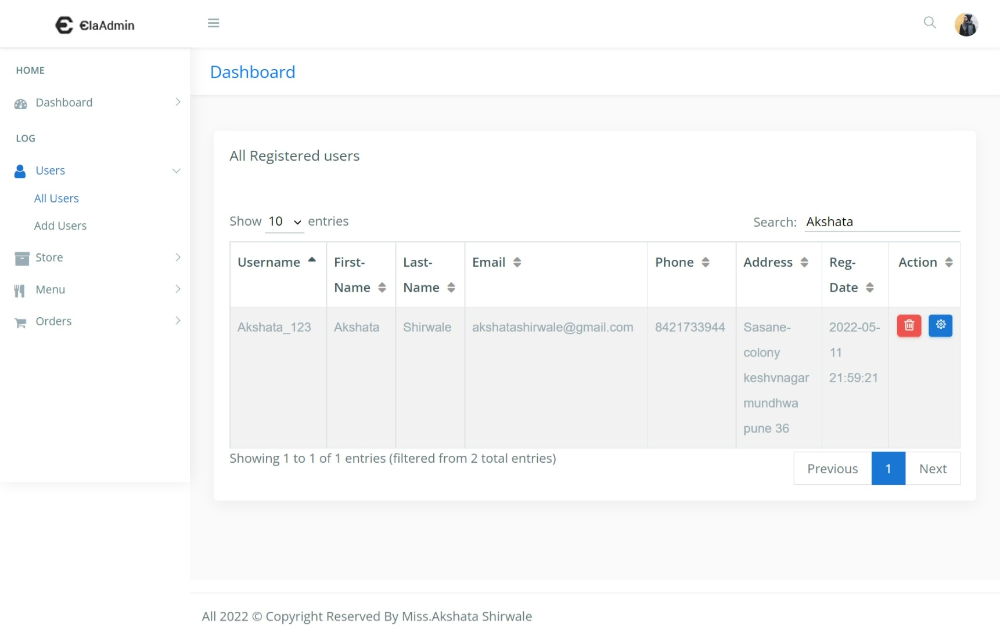 ElaAdmin
HOME
Dashboard
LOG
Users
All Users
Add Users
Store
Menu
Orders
Dashboard
All Registered users
Show 10 entries
Search: Akshata
Username
First-
Name
Last-
Name
Email
Phone
Address
Reg-
Date
Action
Akshata_123
Akshata
Shirwale
akshatashirwale@gmail.com
8421733944
Sasane-
colony
keshvnagar
mundhwa
pune 36
2022-05-
11
21:59:21
Showing 1 to 1 of 1 entries (filtered from 2 total entries)
Previous 1 Next
All 2022 © Copyright Reserved By Miss.Akshata Shirwale